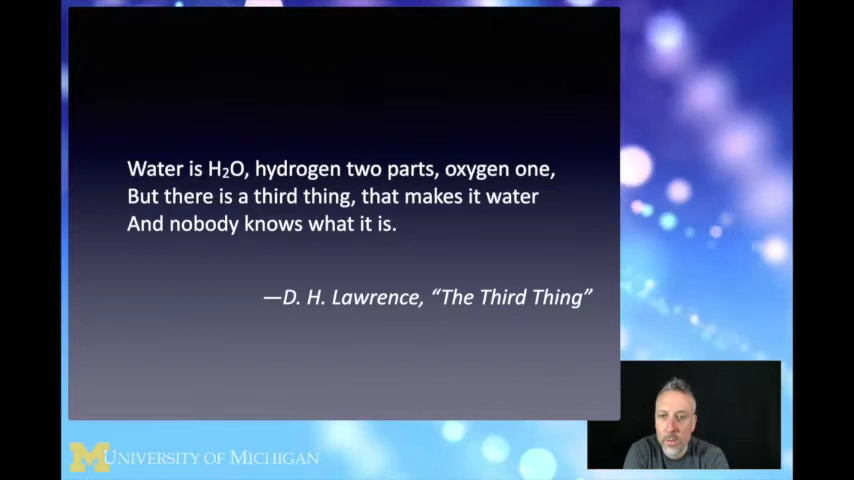 Water is H₂O, hydrogen two parts, oxygen one,
But there is a third thing, that makes it water
And nobody knows what it is.
—D. H. Lawrence, “The Third Thing”
M UNIVERSITY OF MICHIGAN